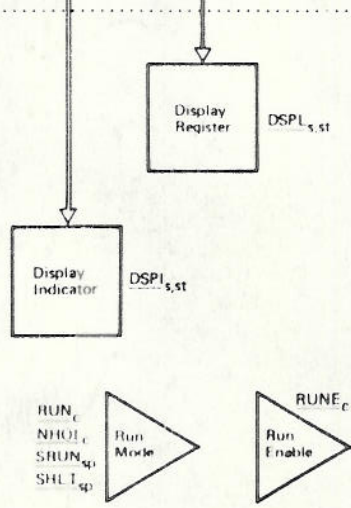 Display
Register
DSPL s,st
Display
Indicator
DSPI s,st
RUN c
NHOI c
SRUN sp
SHLT sp
Run
Mode
RUNE c
Run
Enable